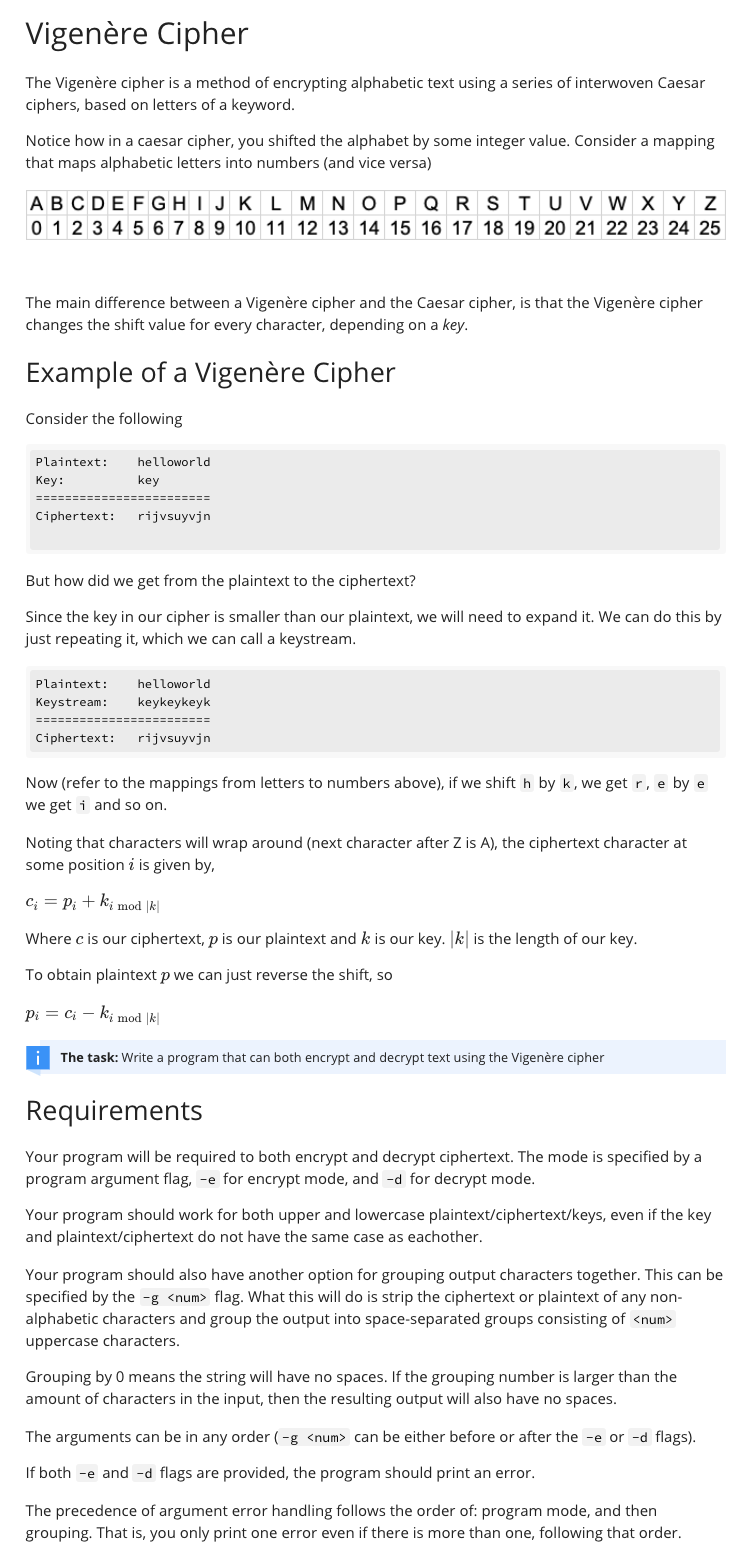 Vigenère Cipher
The Vigenère cipher is a method of encrypting alphabetic text using a series of interwoven Caesar
ciphers, based on letters of a keyword.
Notice how in a caesar cipher, you shifted the alphabet by some integer value. Consider a mapping
that maps alphabetic letters into numbers (and vice versa)
A B C D E F G H I J K L M N O P Q R S T U V W X Y Z
0 1 2 3 4 5 6 7 8 9 10 11 12 13 14 15 16 17 18 19 20 21 22 23 24 25
The main difference between a Vigenère cipher and the Caesar cipher, is that the Vigenère cipher
changes the shift value for every character, depending on a key.
Example of a Vigenère Cipher
Consider the following
Plaintext: helloworld
Key: key
========================
Ciphertext: rijvsuyvjn
But how did we get from the plaintext to the ciphertext?
Since the key in our cipher is smaller than our plaintext, we will need to expand it. We can do this by
just repeating it, which we can call a keystream.
Plaintext: helloworld
Keystream: keykeykeyk
========================
Ciphertext: rijvsuyvjn
Now (refer to the mappings from letters to numbers above), if we shift h by k, we get r, e by e
we get i and so on.
Noting that characters will wrap around (next character after Z is A), the ciphertext character at
some position i is given by,
c_i = p_i + k_{i mod |k|}
Where c is our ciphertext, p is our plaintext and k is our key. |k| is the length of our key.
To obtain plaintext p we can just reverse the shift, so
p_i = c_i − k_{i mod |k|}
i The task: Write a program that can both encrypt and decrypt text using the Vigenère cipher
Requirements
Your program will be required to both encrypt and decrypt ciphertext. The mode is specified by a
program argument flag, -e for encrypt mode, and -d for decrypt mode.
Your program should work for both upper and lowercase plaintext/ciphertext/keys, even if the key
and plaintext/ciphertext do not have the same case as eachother.
Your program should also have another option for grouping output characters together. This can be
specified by the -g <num> flag. What this will do is strip the ciphertext or plaintext of any non-
alphabetic characters and group the output into space-separated groups consisting of <num>
uppercase characters.
Grouping by 0 means the string will have no spaces. If the grouping number is larger than the
amount of characters in the input, then the resulting output will also have no spaces.
The arguments can be in any order (-g <num> can be either before or after the -e or -d flags).
If both -e and -d flags are provided, the program should print an error.
The precedence of argument error handling follows the order of: program mode, and then
grouping. That is, you only print one error even if there is more than one, following that order.